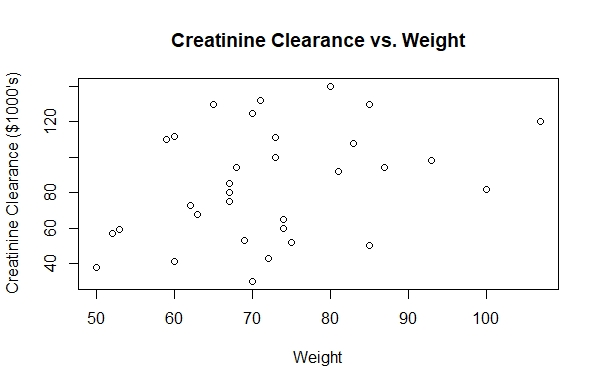 Creatinine Clearance vs. Weight
Creatinine Clearance ($1000's)
120
80
60
40
50 60 70 80 90 100
Weight